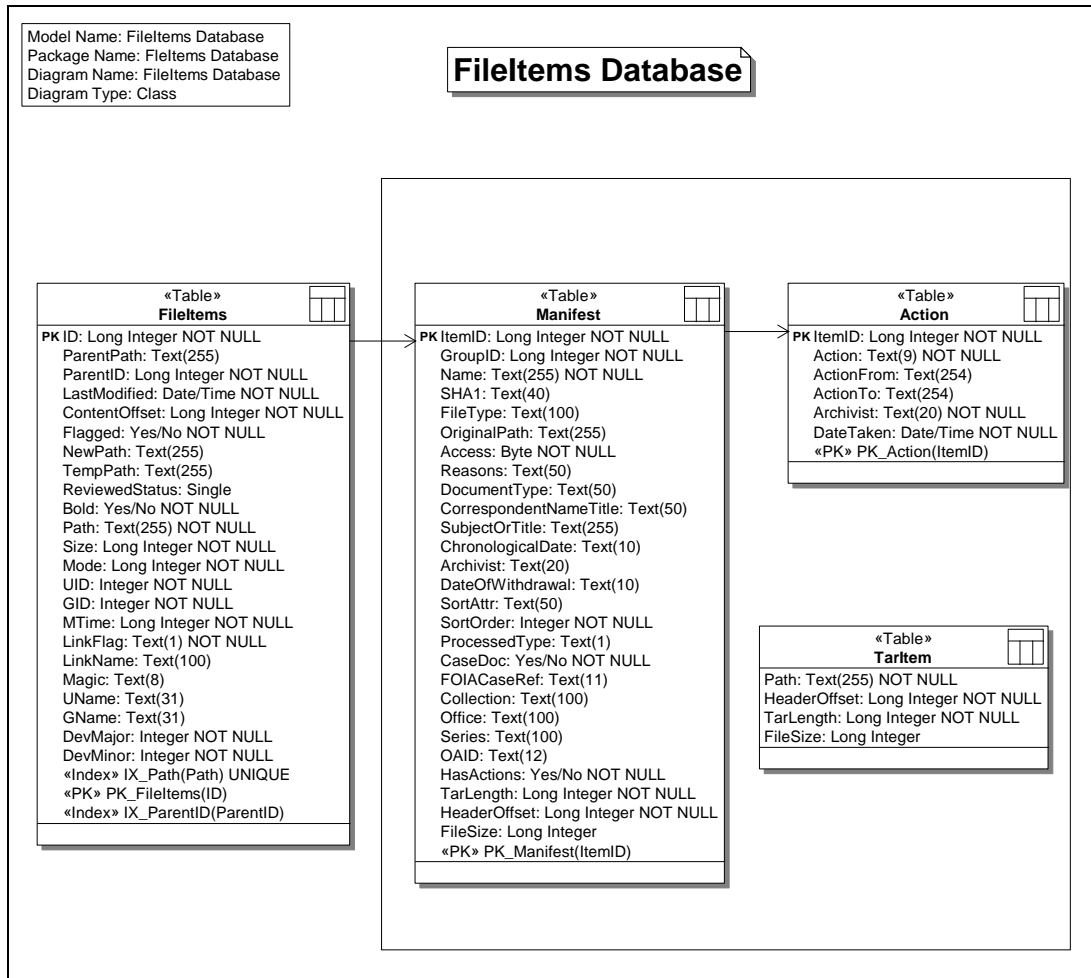 Model Name: FileItems Database
Package Name: FleItems Database
Diagram Name: FileItems Database
Diagram Type: Class
FileItems Database
«Table»
FileItems
PK ID: Long Integer NOT NULL
ParentPath: Text(255)
ParentID: Long Integer NOT NULL
LastModified: Date/Time NOT NULL
ContentOffset: Long Integer NOT NULL
Flagged: Yes/No NOT NULL
NewPath: Text(255)
TempPath: Text(255)
ReviewedStatus: Single
Bold: Yes/No NOT NULL
Path: Text(255) NOT NULL
Size: Long Integer NOT NULL
Mode: Long Integer NOT NULL
UID: Integer NOT NULL
GID: Integer NOT NULL
MTime: Long Integer NOT NULL
LinkFlag: Text(1) NOT NULL
LinkName: Text(100)
Magic: Text(8)
UName: Text(31)
GName: Text(31)
DevMajor: Integer NOT NULL
DevMinor: Integer NOT NULL
«Index» IX_Path(Path) UNIQUE
«PK» PK_FileItems(ID)
«Index» IX_ParentID(ParentID)
«Table»
Manifest
PK ItemID: Long Integer NOT NULL
GroupID: Long Integer NOT NULL
Name: Text(255) NOT NULL
SHA1: Text(40)
FileType: Text(100)
OriginalPath: Text(255)
Access: Byte NOT NULL
Reasons: Text(50)
DocumentType: Text(50)
CorrespondentNameTitle: Text(50)
SubjectOrTitle: Text(255)
ChronologicalDate: Text(10)
Archivist: Text(20)
DateOfWithdrawal: Text(10)
SortAttr: Text(50)
SortOrder: Integer NOT NULL
ProcessedType: Text(1)
CaseDoc: Yes/No NOT NULL
FOIACaseRef: Text(11)
Collection: Text(100)
Office: Text(100)
Series: Text(100)
OAID: Text(12)
HasActions: Yes/No NOT NULL
TarLength: Long Integer NOT NULL
HeaderOffset: Long Integer NOT NULL
FileSize: Long Integer
«PK» PK_Manifest(ItemID)
«Table»
Action
PK ItemID: Long Integer NOT NULL
Action: Text(9) NOT NULL
ActionFrom: Text(254)
ActionTo: Text(254)
Archivist: Text(20) NOT NULL
DateTaken: Date/Time NOT NULL
«PK» PK_Action(ItemID)
«Table»
TarItem
Path: Text(255) NOT NULL
HeaderOffset: Long Integer NOT NULL
TarLength: Long Integer NOT NULL
FileSize: Long Integer